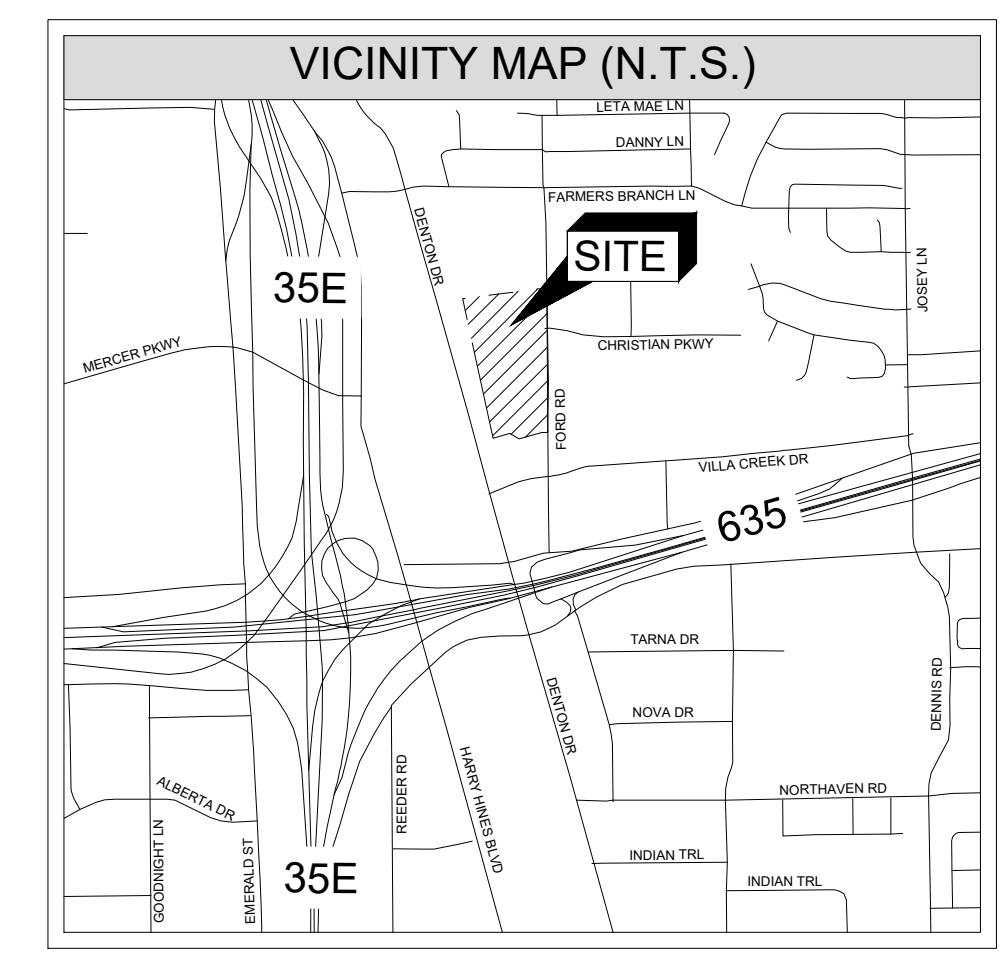 VICINITY MAP (N.T.S.)
LETA MAE LN
DANNY LN
FARMERS BRANCH LN
DENTON DR
SITE
35E
JOSEY LN
MERCER PKWY
CHRISTIAN PKWY
FORD RD
VILLA CREEK DR
635
TARNA DR
DENTON DR
DENNIS RD
NOVA DR
HARRY HINES BLVD
REEDER RD
ALBERTA DR
NORTHAVEN RD
GOODNIGHT LN
EMERALD ST
35E
INDIAN TRL
INDIAN TRL